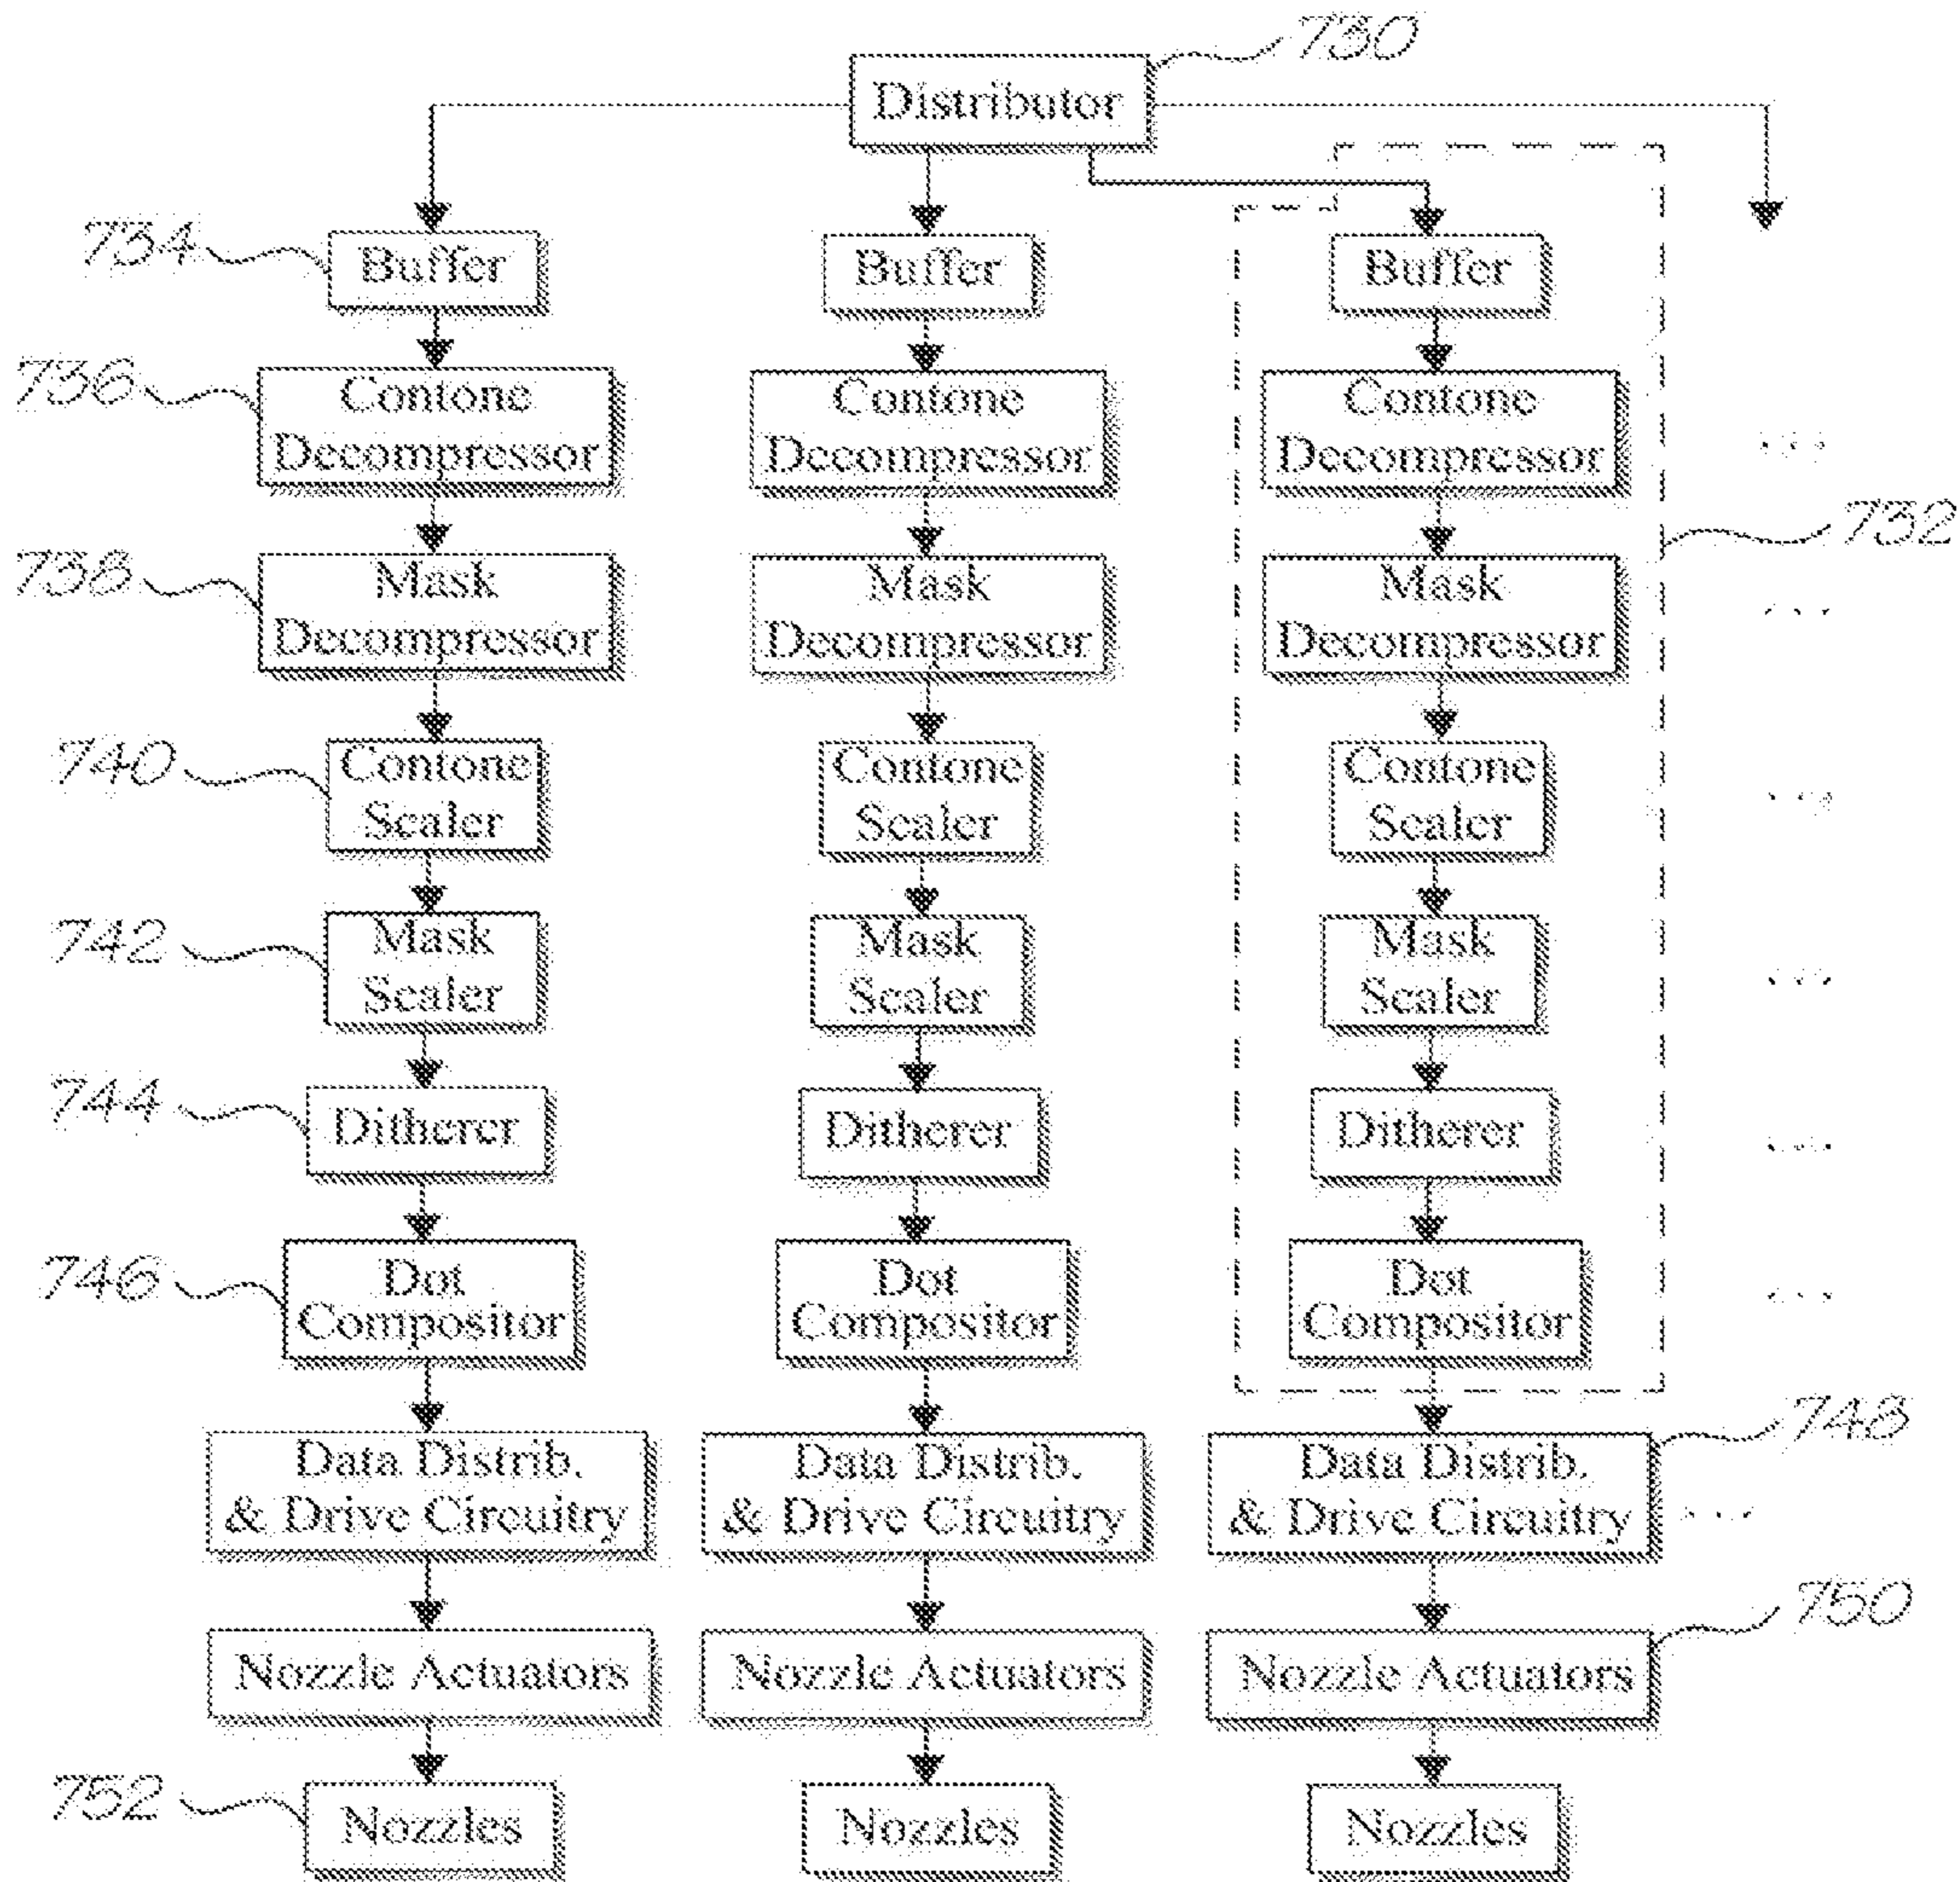 730
Distributor
734
Buffer
Buffer
Buffer
736
Contone
Decompressor
Contone
Decompressor
Contone
Decompressor
...
732
738
Mask
Decompressor
Mask
Decompressor
Mask
Decompressor
...
740
Contone
Scaler
Contone
Scaler
Contone
Scaler
...
742
Mask
Scaler
Mask
Scaler
Mask
Scaler
...
744
Ditherer
Ditherer
Ditherer
...
746
Dot
Compositor
Dot
Compositor
Dot
Compositor
...
748
Data Distrib.
& Drive Circuitry
Data Distrib.
& Drive Circuitry
Data Distrib.
& Drive Circuitry
...
750
Nozzle Actuators
Nozzle Actuators
Nozzle Actuators
752
Nozzles
Nozzles
Nozzles